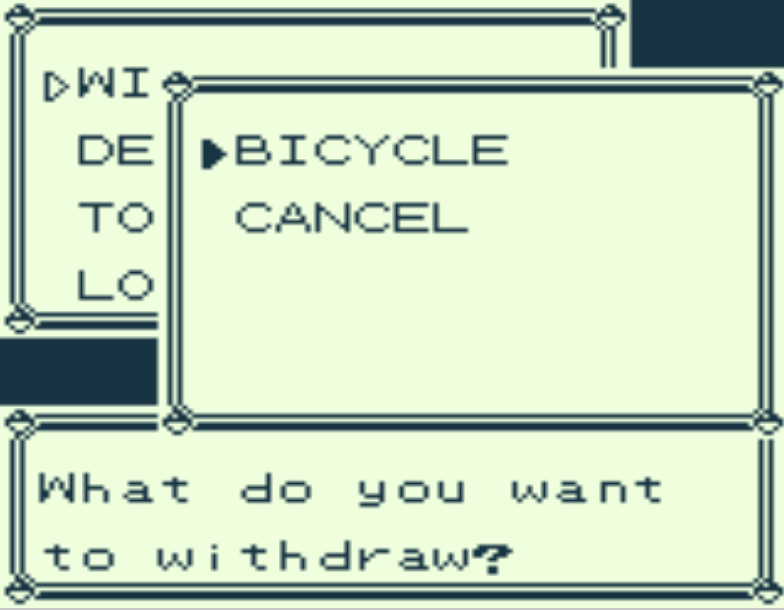 WI
DE
TO
LO
BICYCLE
CANCEL
What do you want
to withdraw?